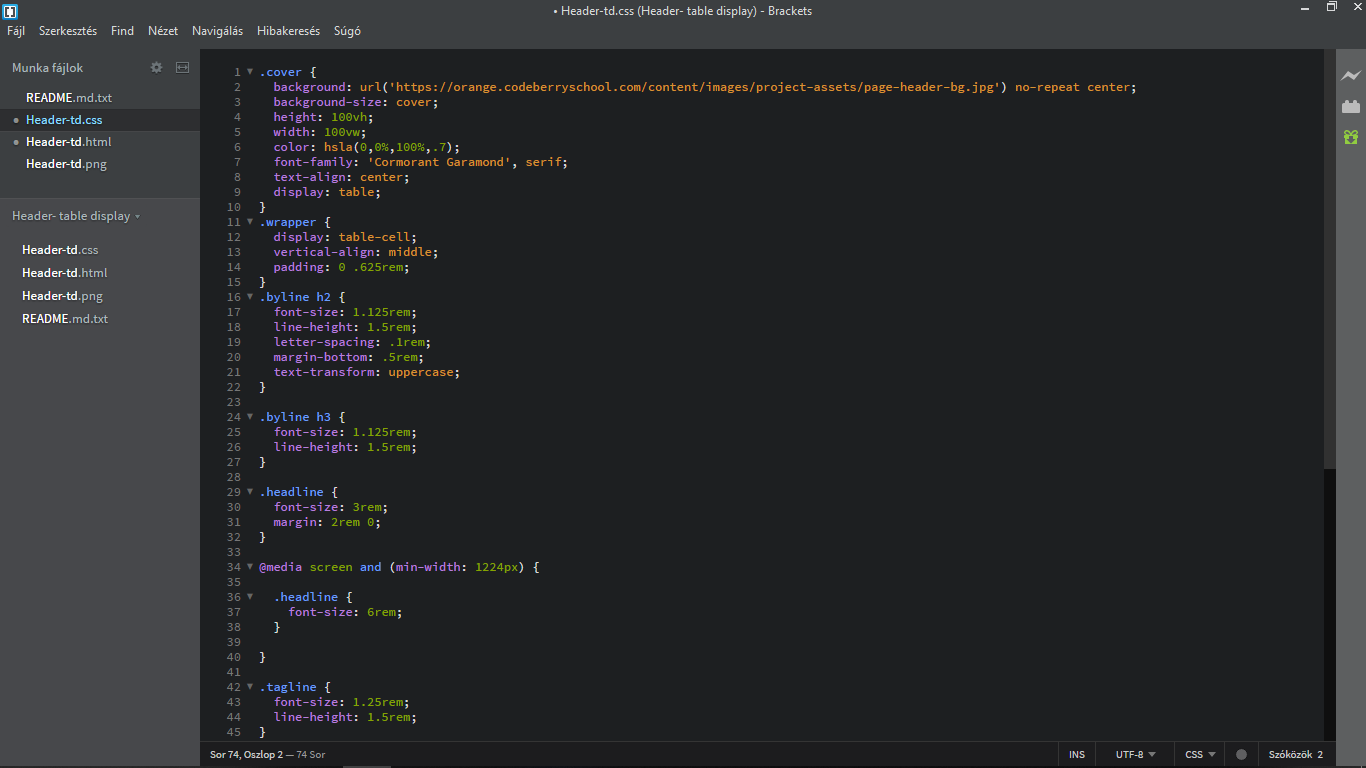 • Header-td.css (Header- table display) - Brackets
Fájl Szerkesztés Find Nézet Navigálás Hibakeresés Súgó
Munka fájlok
README.md.txt
• Header-td.css
• Header-td.html
Header-td.png
Header- table display
Header-td.css
Header-td.html
Header-td.png
README.md.txt
1 .cover {
2   background: url('https://orange.codeberryschool.com/content/images/project-assets/page-header-bg.jpg') no-repeat center;
3   background-size: cover;
4   height: 100vh;
5   width: 100vw;
6   color: hsla(0,0%,100%,.7);
7   font-family: 'Cormorant Garamond', serif;
8   text-align: center;
9   display: table;
10 }
11 .wrapper {
12   display: table-cell;
13   vertical-align: middle;
14   padding: 0 .625rem;
15 }
16 .byline h2 {
17   font-size: 1.125rem;
18   line-height: 1.5rem;
19   letter-spacing: .1rem;
20   margin-bottom: .5rem;
21   text-transform: uppercase;
22 }
23
24 .byline h3 {
25   font-size: 1.125rem;
26   line-height: 1.5rem;
27 }
28
29 .headline {
30   font-size: 3rem;
31   margin: 2rem 0;
32 }
33
34 @media screen and (min-width: 1224px) {
35
36   .headline {
37     font-size: 6rem;
38   }
39
40 }
41
42 .tagline {
43   font-size: 1.25rem;
44   line-height: 1.5rem;
45 }
Sor 74, Oszlop 2 — 74 Sor INS UTF-8 CSS Szóközök 2